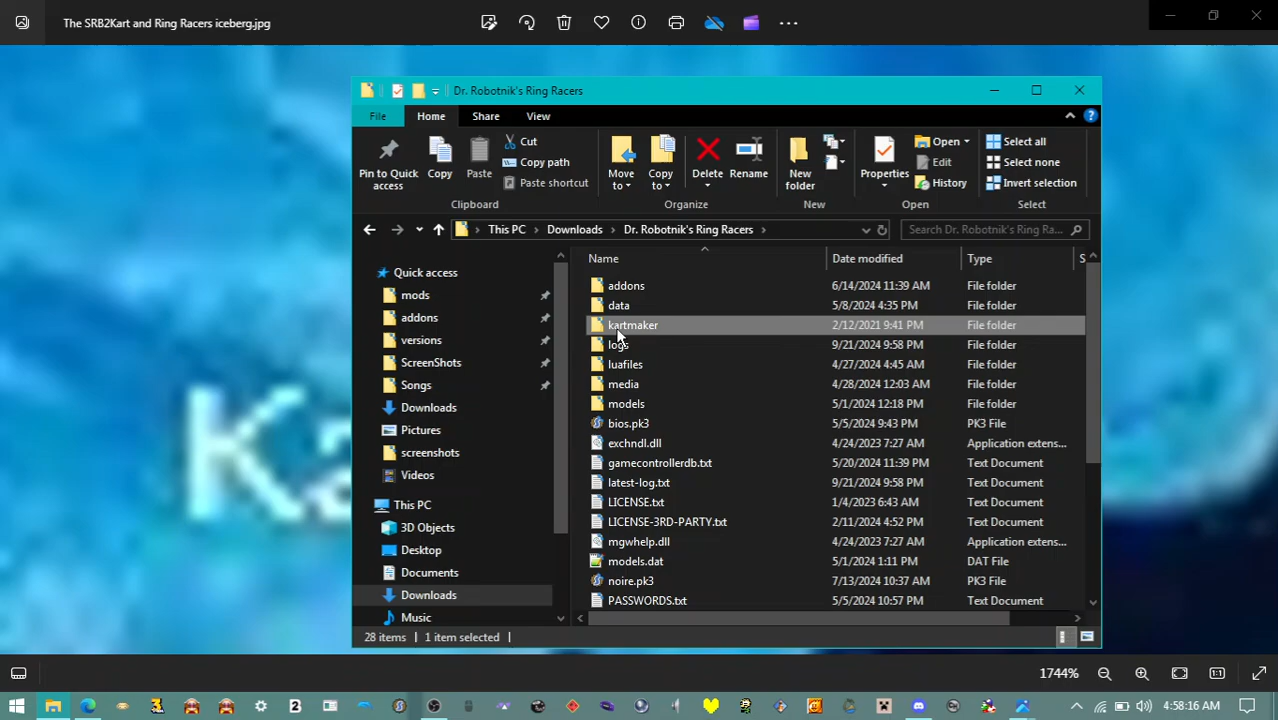 The SRB2Kart and Ring Racers iceberg.jpg
Dr. Robotnik's Ring Racers
File Home Share View
Pin to Quick access
Copy
Paste
Cut
Copy path
Paste shortcut
Move to
Copy to
Delete
Rename
New folder
Properties
Open
Edit
History
Select all
Select none
Invert selection
Clipboard Organize New Open Select
This PC > Downloads > Dr. Robotnik's Ring Racers >
Search Dr. Robotnik's Ring Ra...
Quick access
mods
addons
versions
ScreenShots
Songs
Downloads
Pictures
screenshots
Videos
This PC
3D Objects
Desktop
Documents
Downloads
Music
Name Date modified Type S
addons 6/14/2024 11:39 AM File folder
data 5/8/2024 4:35 PM File folder
kartmaker 2/12/2021 9:41 PM File folder
logs 9/21/2024 9:58 PM File folder
luafiles 4/27/2024 4:45 AM File folder
media 4/28/2024 12:03 AM File folder
models 5/1/2024 12:18 PM File folder
bios.pk3 5/5/2024 9:43 PM PK3 File
exchndl.dll 4/24/2023 7:27 AM Application extens...
gamecontrollerdb.txt 5/20/2024 11:39 PM Text Document
latest-log.txt 9/21/2024 9:58 PM Text Document
LICENSE.txt 1/4/2023 6:43 AM Text Document
LICENSE-3RD-PARTY.txt 2/11/2024 4:52 PM Text Document
mgwhelp.dll 4/24/2023 7:27 AM Application extens...
models.dat 5/1/2024 1:11 PM DAT File
noire.pk3 7/13/2024 10:37 AM PK3 File
PASSWORDS.txt 5/5/2024 10:57 PM Text Document
28 items 1 item selected
Ka
1744%
4:58:16 AM